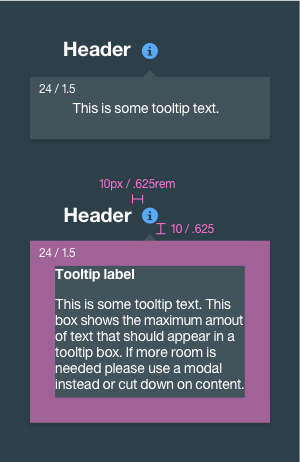 Header
24 / 1.5
This is some tooltip text.
10px / .625rem
Header
10 / .625
24 / 1.5
Tooltip label
This is some tooltip text. This
box shows the maximum amout
of text that should appear in a
tooltip box. If more room is
needed please use a modal
instead or cut down on content.